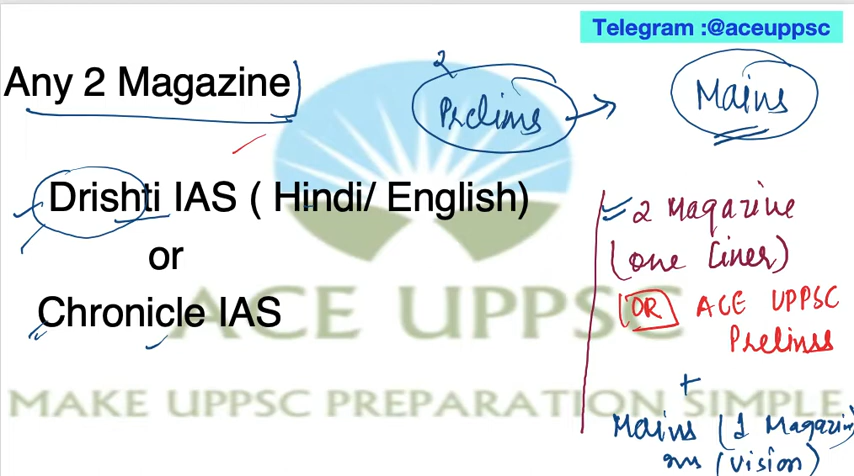 Telegram :@aceuppsc
Any 2 Magazine
2
Prelims
Mains
Drishti IAS ( Hindi/ English)
or
Chronicle IAS
2 Magazine
(one liner)
OR ACE UPPSC
Prelims
+
Mains (1 Magazin
(vision)
ACE UPPSC
MAKE UPPSC PREPARATION SIMPLE